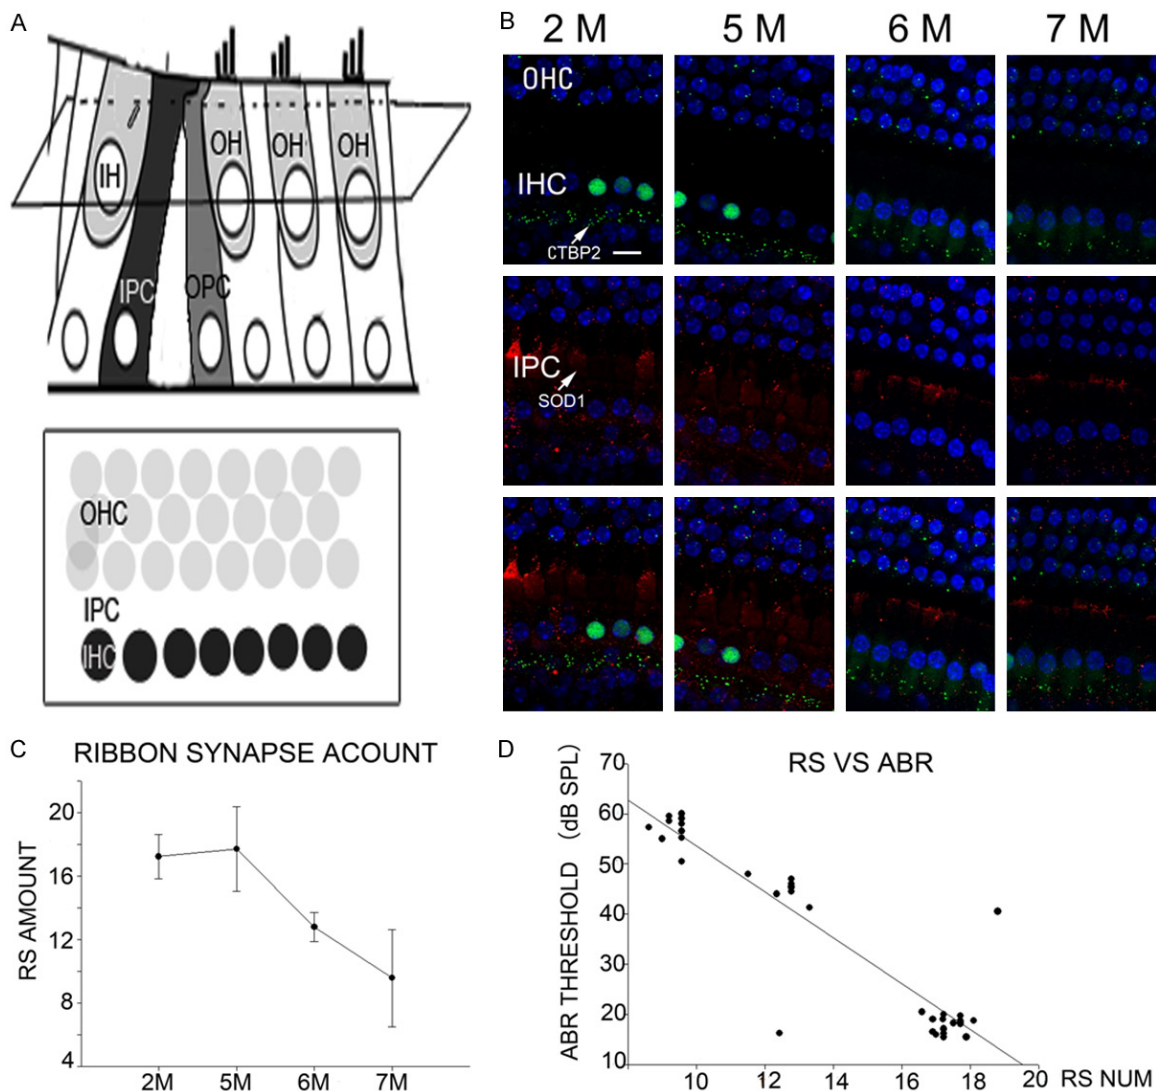 A
IH
OH
OH
OH
IPC
OPC
OHC
IPC
IHC
B
2 M
5 M
6 M
7 M
OHC
IHC
CTBP2
IPC
SOD1
C
RIBBON SYNAPSE ACOUNT
RS AMOUNT
20
16
12
8
4
2M
5M
6M
7M
D
RS VS ABR
ABR THRESHOLD (dB SPL)
70
60
50
40
30
20
10
10
12
14
16
18
20
RS NUM